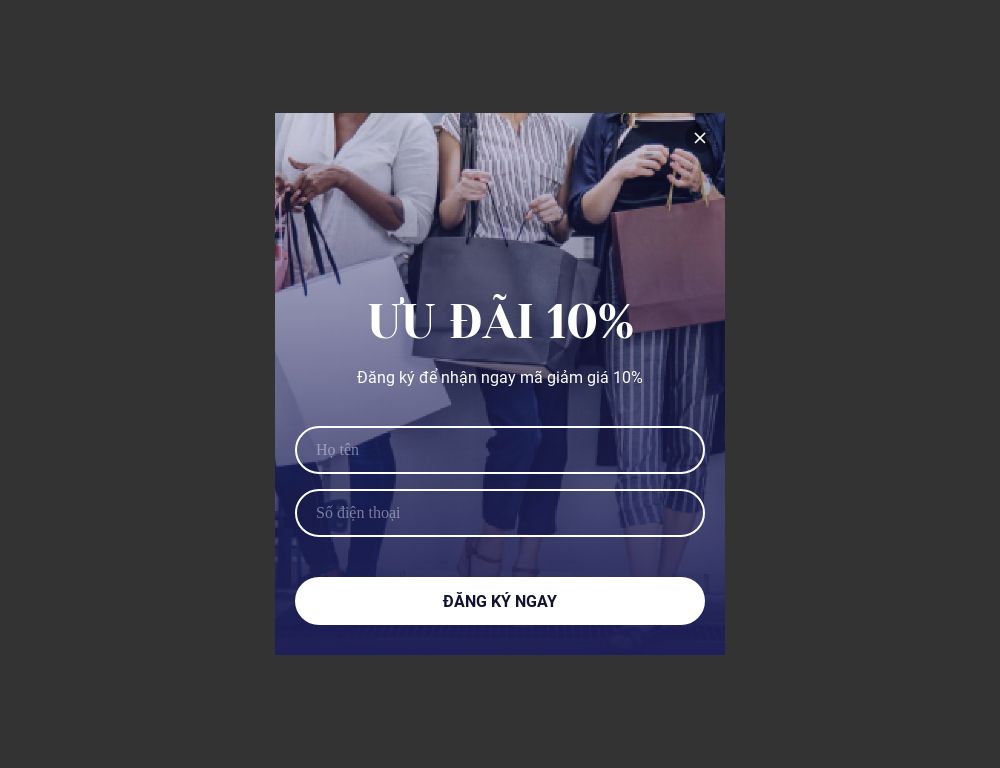 ƯU ĐÃI 10%
Đăng ký để nhận ngay mã giảm giá 10%
Họ tên
Số điện thoại
ĐĂNG KÝ NGAY